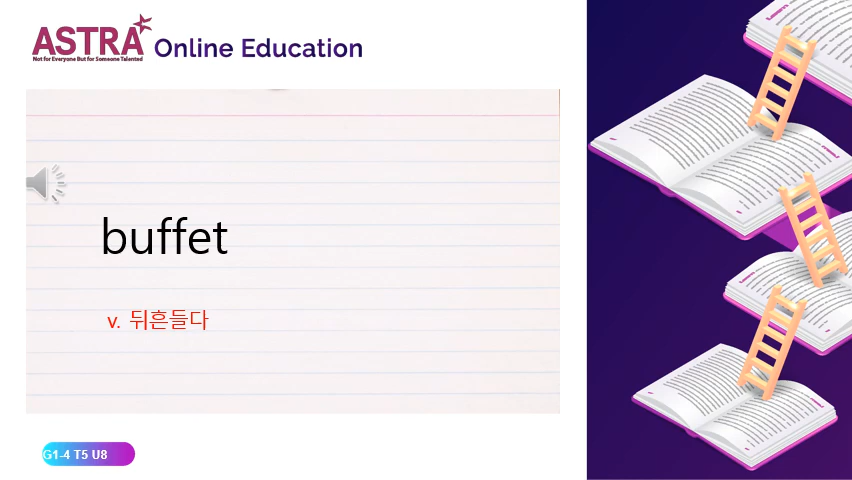 ASTRA
Not for Everyone But for Someone Talented
Online Education
buffet
v. 뒤흔들다
G1-4 T5 U8